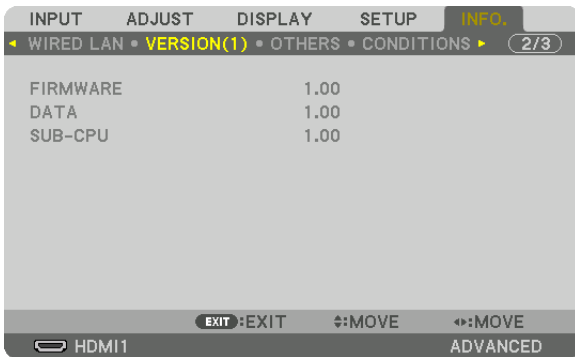 INPUT ADJUST DISPLAY SETUP INFO.
◂ WIRED LAN • VERSION(1) • OTHERS • CONDITIONS ▸ 2/3
FIRMWARE 1.00
DATA 1.00
SUB-CPU 1.00
EXIT :EXIT ♦:MOVE ◂▸:MOVE
HDMI1 ADVANCED